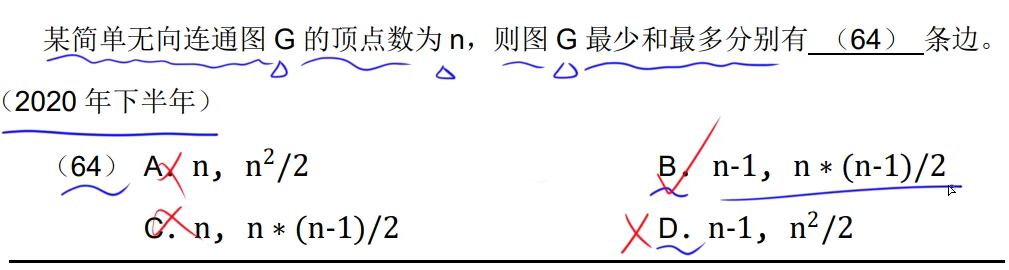 某简单无向连通图 G 的顶点数为 n，则图 G 最少和最多分别有 （64） 条边。
（2020 年下半年）
（64） A. n， n²/2 B. n-1， n∗(n-1)/2
C. n， n∗(n-1)/2 D. n-1， n²/2